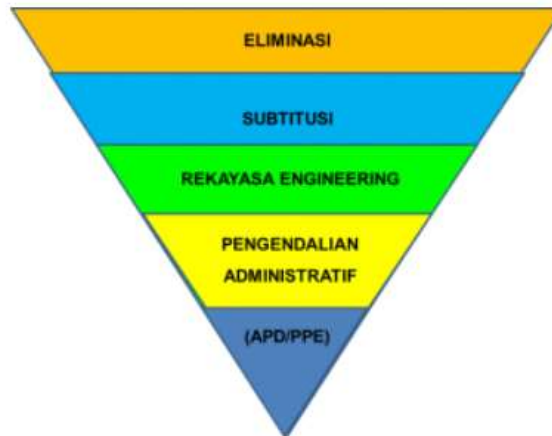 ELIMINASI
SUBTITUSI
REKAYASA ENGINEERING
PENGENDALIAN
ADMINISTRATIF
(APD/PPE)